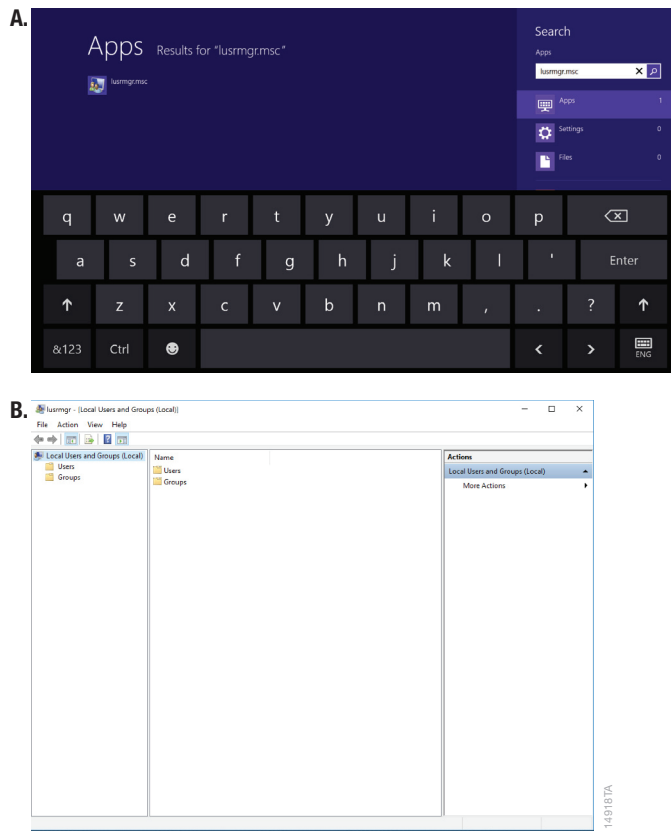 A.
Apps Results for "lusrmgr.msc"
lusrmgr.msc
Search
Apps
lusrmgr.msc
Apps 1
Settings 0
Files 0
q w e r t y u i o p
a s d f g h j k l ' Enter
z x c v b n m , . ?
&123 Ctrl < > ENG
B.
lusrmgr - [Local Users and Groups (Local)]
File Action View Help
Local Users and Groups (Local)
Users
Groups
Name
Users
Groups
Actions
Local Users and Groups (Local)
More Actions
14918TA